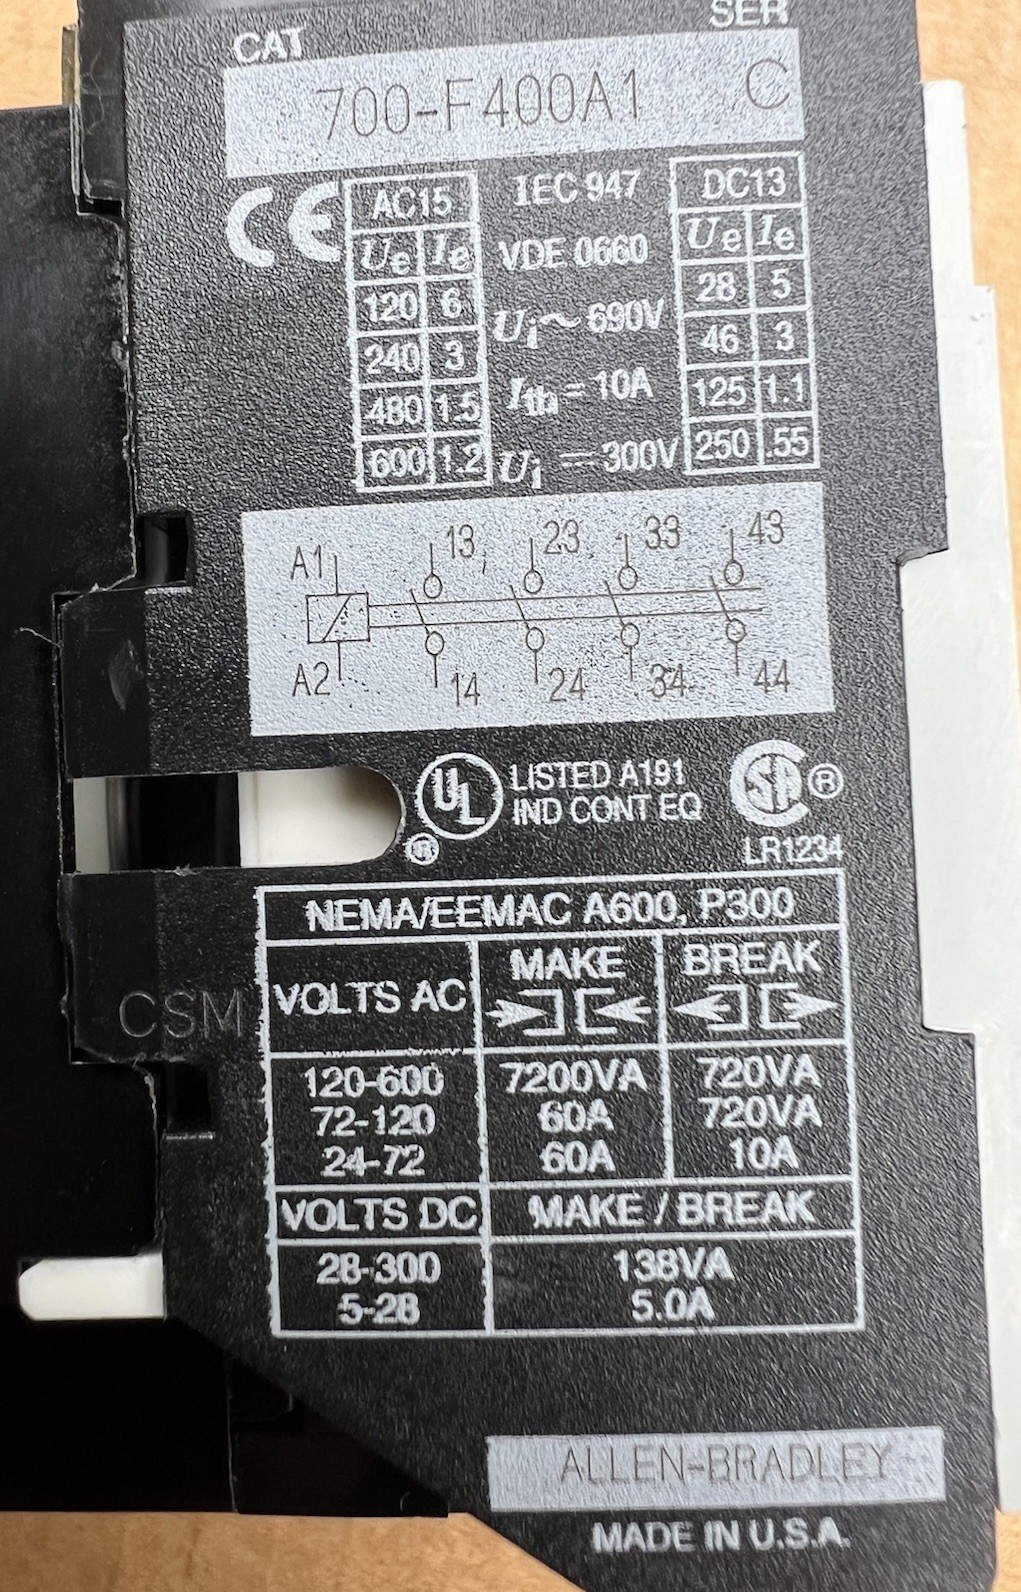 CAT SER
700-F400A1 C
CE
AC15
Ue Ie
120 6
240 3
480 1.5
600 1.2
IEC 947
VDE 0660
Ui ~ 690V
Ith = 10A
Ui ⎓ 300V
DC13
Ue Ie
28 5
46 3
125 1.1
250 .55
A1 13 23 33 43
A2 14 24 34 44
UL LISTED A191
IND CONT EQ
SA ®
LR1234
NEMA/EEMAC A600, P300
VOLTS AC MAKE BREAK
120-600 7200VA 720VA
72-120 60A 720VA
24-72 60A 10A
VOLTS DC MAKE / BREAK
28-300 138VA
5-28 5.0A
CSM
ALLEN-BRADLEY
MADE IN U.S.A.